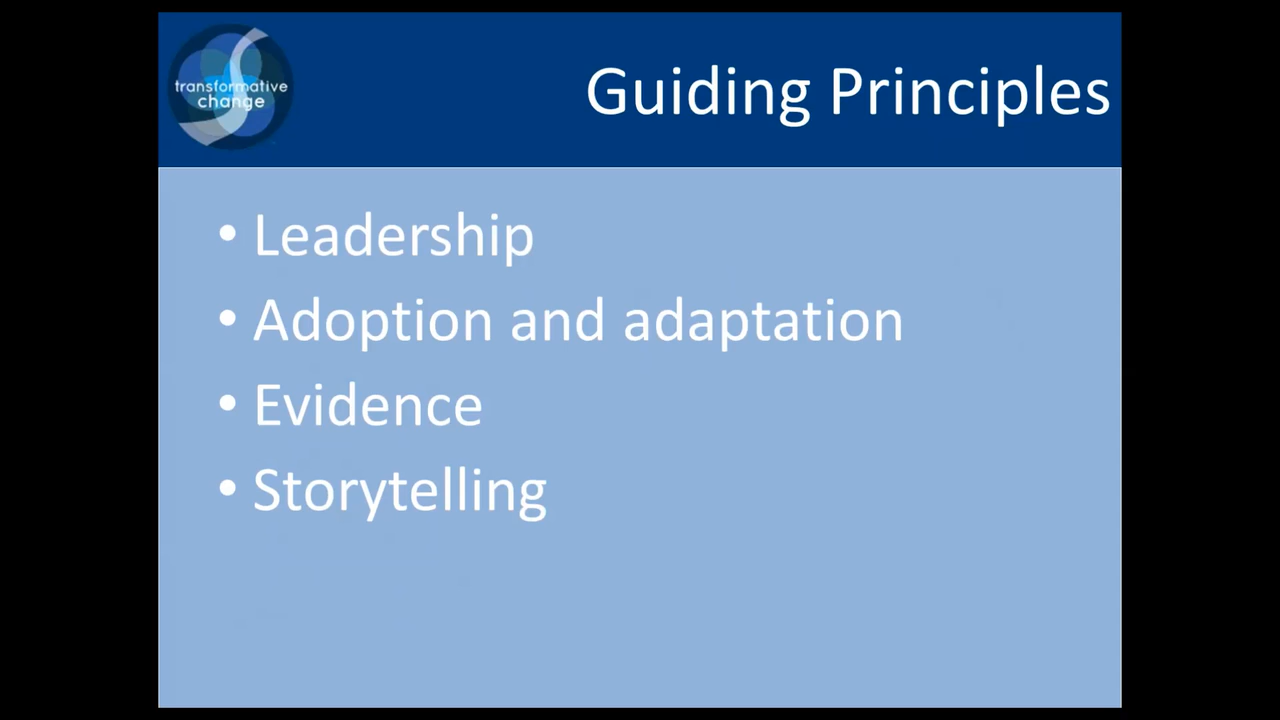 transformative
change
Guiding Principles
• Leadership
• Adoption and adaptation
• Evidence
• Storytelling